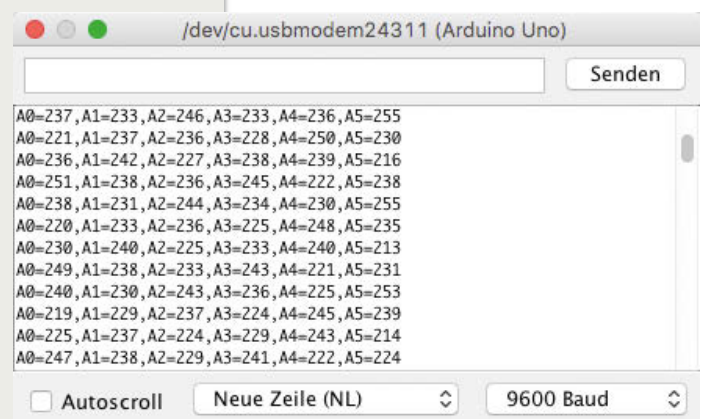 /dev/cu.usbmodem24311 (Arduino Uno)
Senden
A0=237,A1=233,A2=246,A3=233,A4=236,A5=255
A0=221,A1=237,A2=236,A3=228,A4=250,A5=230
A0=236,A1=242,A2=227,A3=238,A4=239,A5=216
A0=251,A1=238,A2=236,A3=245,A4=222,A5=238
A0=238,A1=231,A2=244,A3=234,A4=230,A5=255
A0=220,A1=233,A2=236,A3=225,A4=248,A5=235
A0=230,A1=240,A2=225,A3=233,A4=240,A5=213
A0=249,A1=238,A2=233,A3=243,A4=221,A5=231
A0=240,A1=230,A2=243,A3=236,A4=225,A5=253
A0=219,A1=229,A2=237,A3=224,A4=245,A5=239
A0=225,A1=237,A2=224,A3=229,A4=243,A5=214
A0=247,A1=238,A2=229,A3=241,A4=222,A5=224
Autoscroll Neue Zeile (NL) 9600 Baud